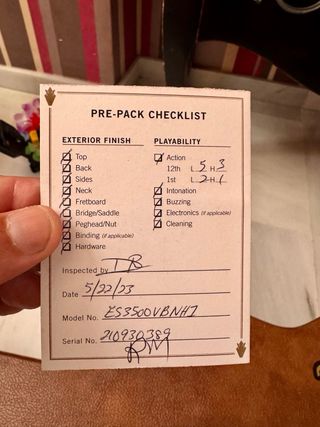 PRE-PACK CHECKLIST
EXTERIOR FINISH
Top
Back
Sides
Neck
Fretboard
Bridge/Saddle
Peghead/Nut
Binding (if applicable)
Hardware
PLAYABILITY
Action
12th L 5 H 3
1st L 2 H 1
Intonation
Buzzing
Electronics (if applicable)
Cleaning
Inspected by
Date 5/22/23
Model No. ES3500VBNH1
Serial No. 210930389